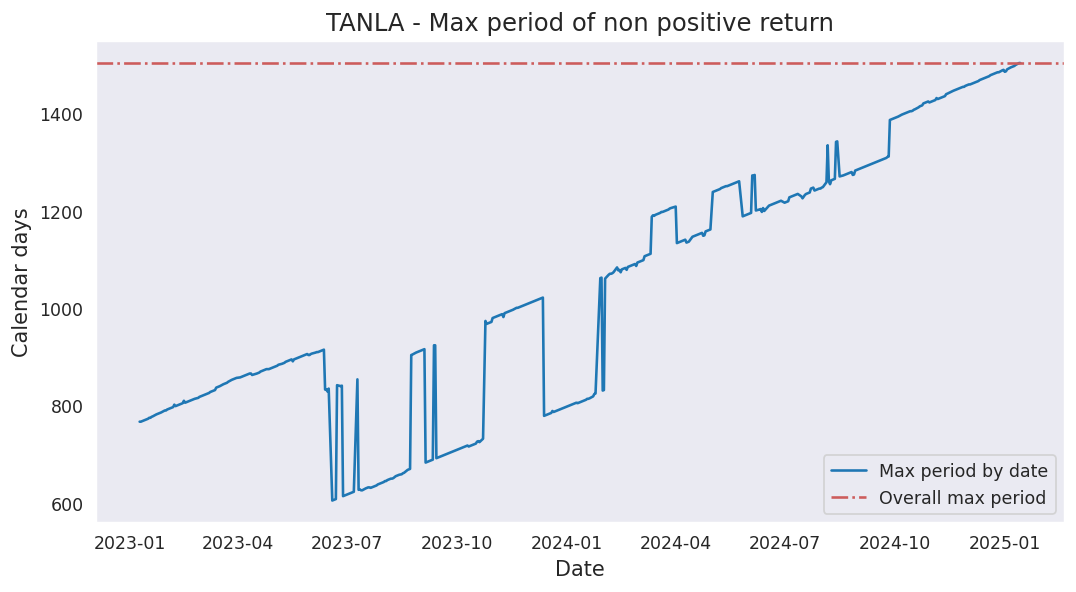 TANLA - Max period of non positive return
Calendar days
1400
1200
1000
800
600
Max period by date
Overall max period
2023-01 2023-04 2023-07 2023-10 2024-01 2024-04 2024-07 2024-10 2025-01
Date